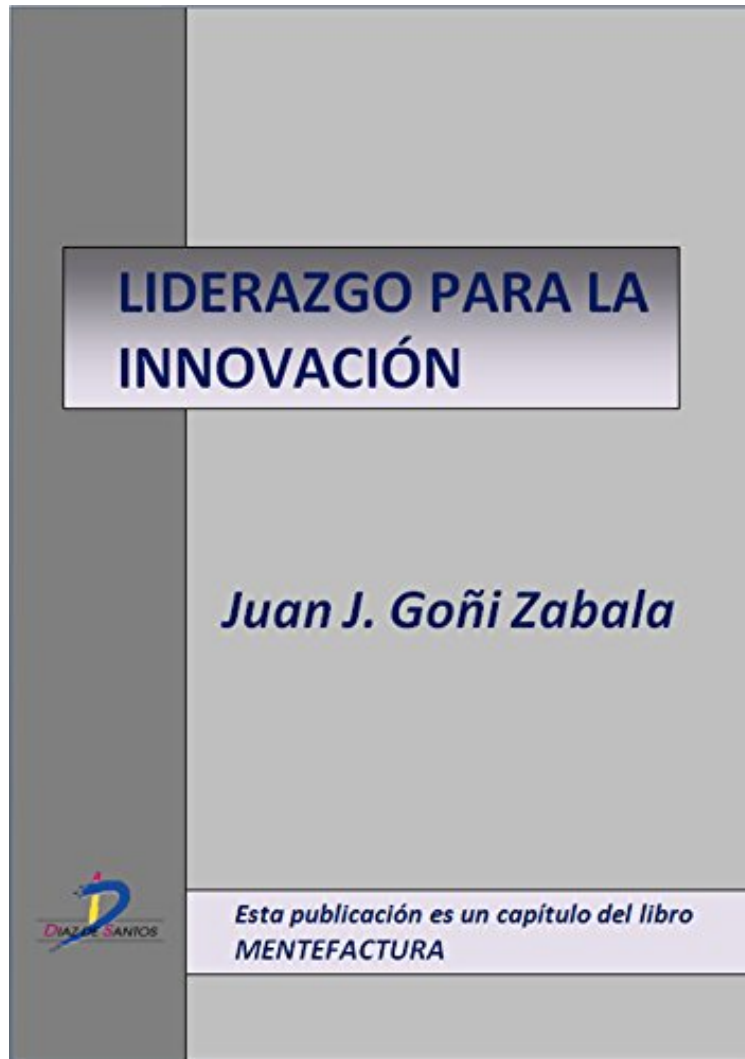 LIDERAZGO PARA LA
INNOVACIÓN
Juan J. Goñi Zabala
DIAZ DE SANTOS
Esta publicación es un capítulo del libro
MENTEFACTURA